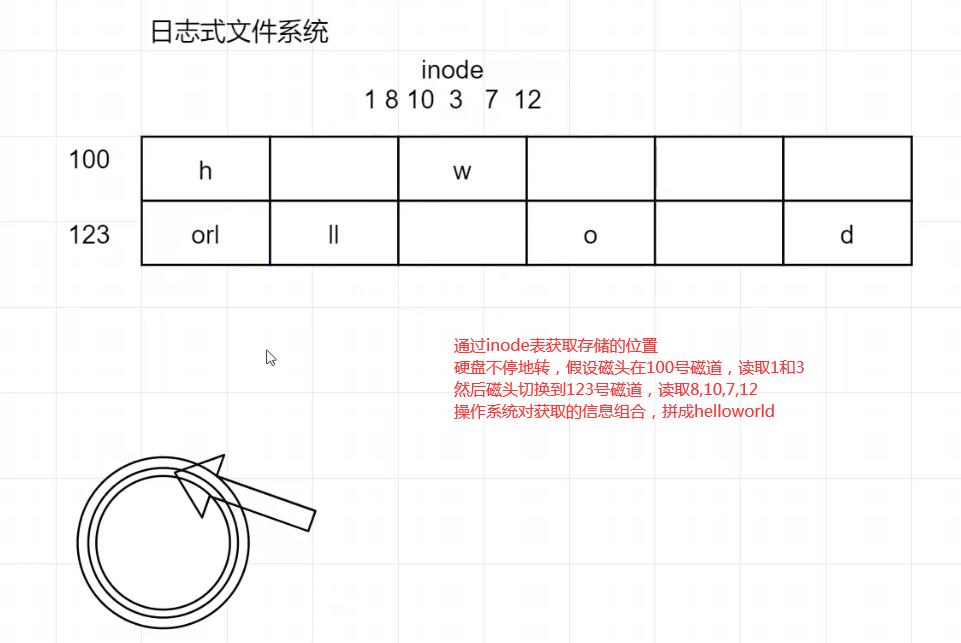 日志式文件系统
inode
1 8 10 3 7 12
100 h w
123 orl ll o d
通过inode表获取存储的位置
硬盘不停地转，假设磁头在100号磁道，读取1和3
然后磁头切换到123号磁道，读取8,10,7,12
操作系统对获取的信息组合，拼成helloworld